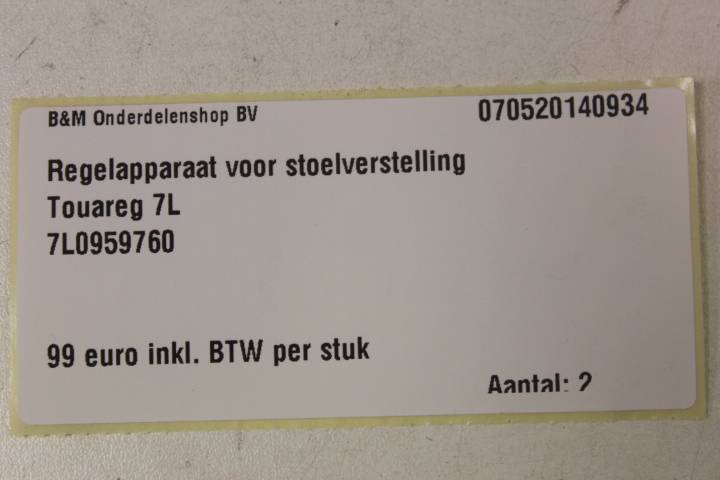 B&M Onderdelenshop BV 070520140934
Regelapparaat voor stoelverstelling
Touareg 7L
7L0959760
99 euro inkl. BTW per stuk
Aantal: 2